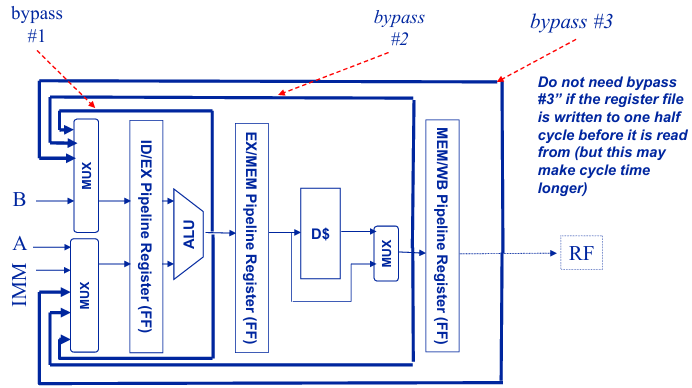 bypass
#1
bypass
#2
bypass #3
Do not need bypass
#3” if the register file
is written to one half
cycle before it is read
from (but this may
make cycle time
longer)
MUX
ID/EX Pipeline Register (FF)
ALU
EX/MEM Pipeline Register (FF)
D$
MUX
MEM/WB Pipeline Register (FF)
B
A
IMM
MUX
RF